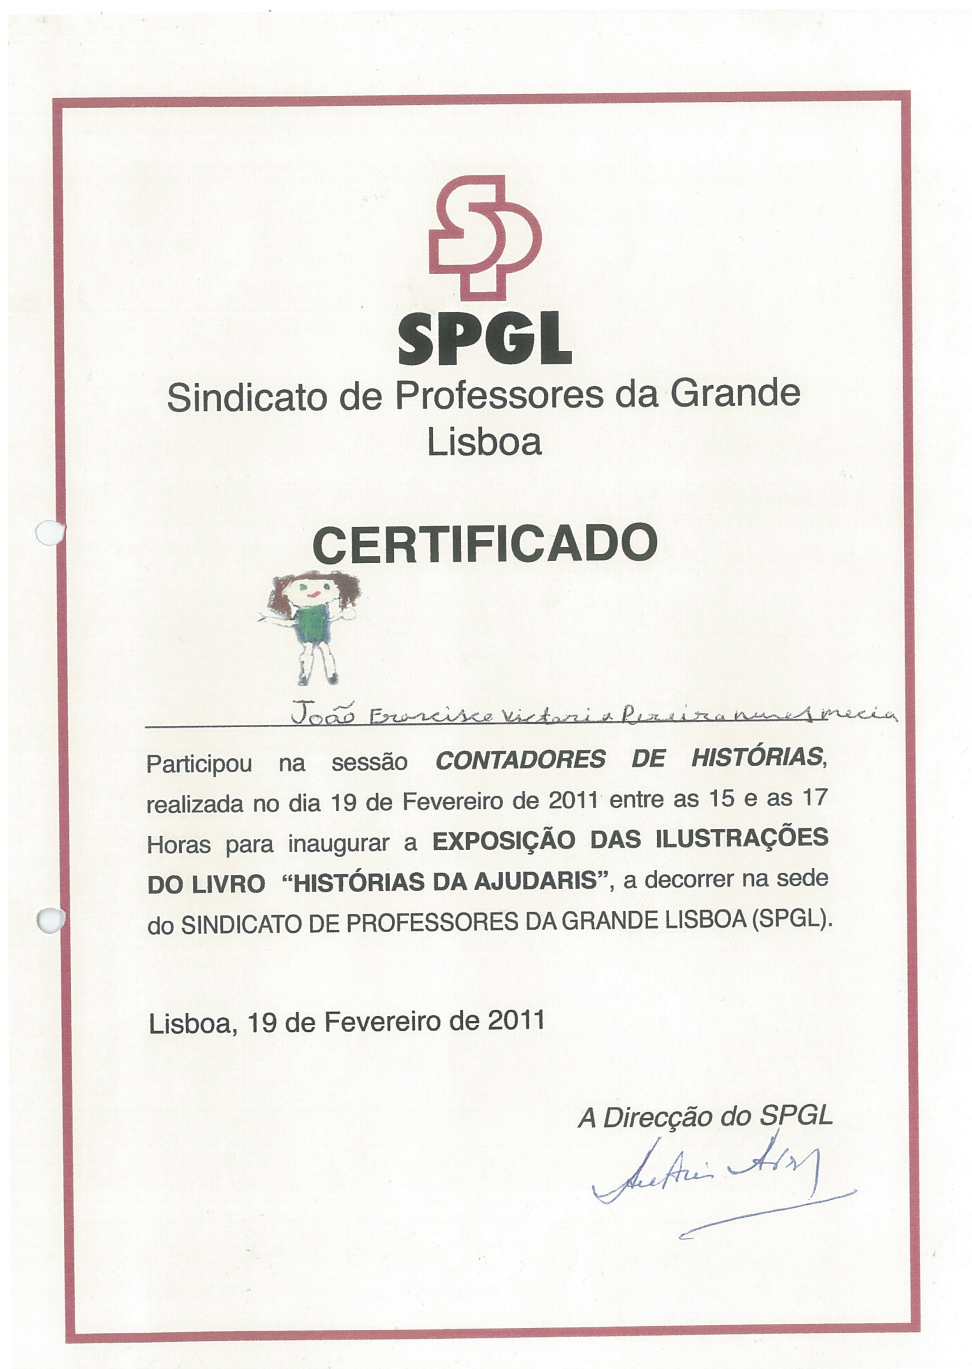 SP
SPGL
Sindicato de Professores da Grande
Lisboa
CERTIFICADO
João Francisco Victoria Pereira nunes mecia
Participou na sessão CONTADORES DE HISTÓRIAS,
realizada no dia 19 de Fevereiro de 2011 entre as 15 e as 17
Horas para inaugurar a EXPOSIÇÃO DAS ILUSTRAÇÕES
DO LIVRO “HISTÓRIAS DA AJUDARIS”, a decorrer na sede
do SINDICATO DE PROFESSORES DA GRANDE LISBOA (SPGL).
Lisboa, 19 de Fevereiro de 2011
A Direcção do SPGL